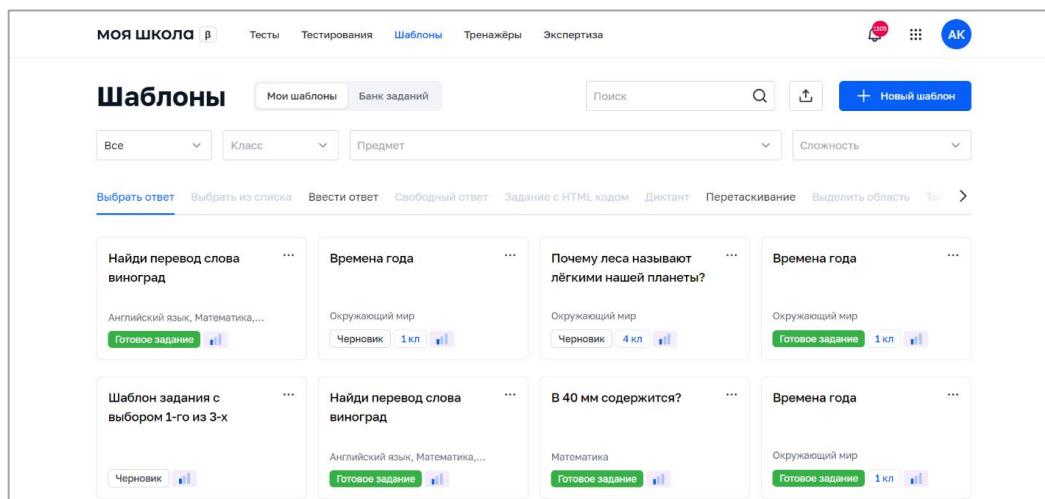 моя школа β Тесты Тестирования Шаблоны Тренажёры Экспертиза 1105 АК
Шаблоны Мои шаблоны Банк заданий Поиск + Новый шаблон
Все Класс Предмет Сложность
Выбрать ответ Выбрать из списка Ввести ответ Свободный ответ Задание с HTML кодом Диктант Перетаскивание Выделить область
Найди перевод слова виноград
Английский язык, Математика,...
Готовое задание
Времена года
Окружающий мир
Черновик 1 кл
Почему леса называют
лёгкими нашей планеты?
Окружающий мир
Черновик 4 кл
Времена года
Окружающий мир
Готовое задание 1 кл
Шаблон задания с
выбором 1-го из 3-х
Черновик
Найди перевод слова
виноград
Английский язык, Математика,...
Готовое задание
В 40 мм содержится?
Математика
Готовое задание
Времена года
Окружающий мир
Готовое задание 1 кл